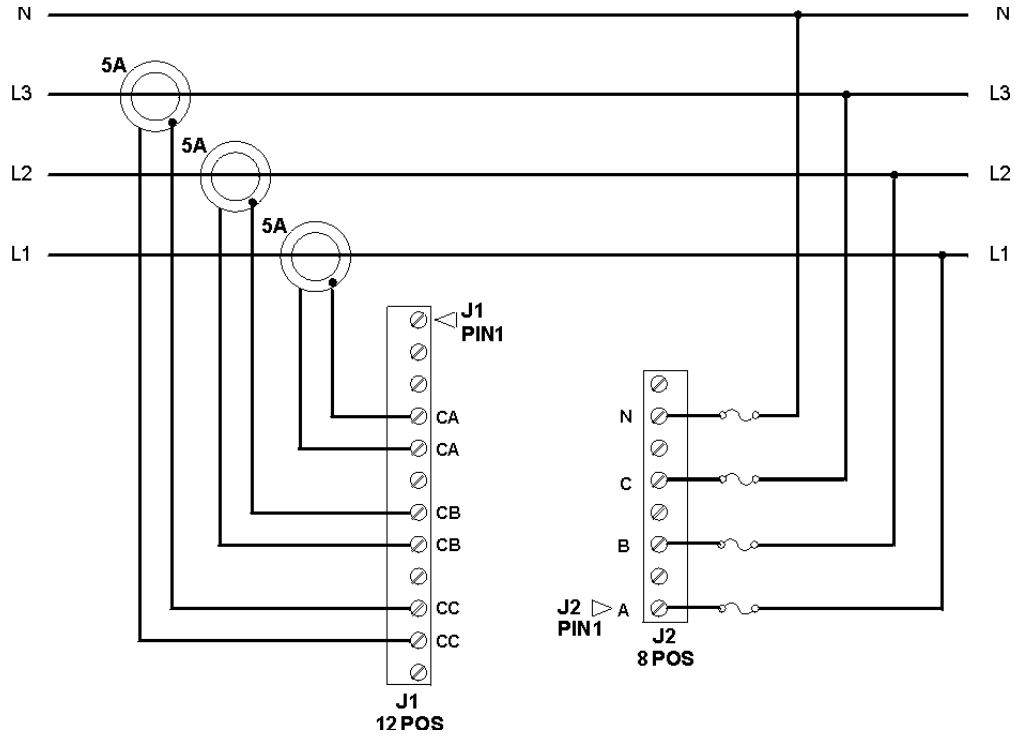 N N
5A
L3 L3
5A
L2 L2
5A
L1 L1
J1
PIN1
CA
N
CA
C
CB
CB
B
CC
J2 A
PIN1
CC
J2
8 POS
J1
12 POS